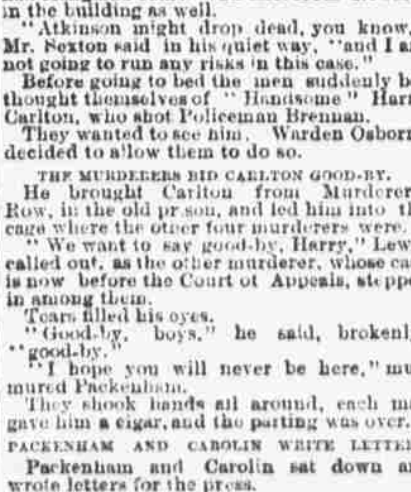 in the building as well.
"Atkinson might drop dead, you know,
Mr. Sexton said in his quiet way, "and I a
not going to run any risks in this case."
Before going to bed the men suddenly b
thought themselves of "Handsome" Harr
Carlton, who shot Policeman Brennan.
They wanted to see him. Warden Osborn
decided to allow them to do so.
THE MURDERERS BID CARLTON GOOD-BY.
He brought Carlton from Murderer
Row, in the old prison, and led him into t
cage where the other four murderers were.
"We want to say good-by, Harry," Lew
called out, as the other murderer, whose ca
is now before the Court of Appeals, steppe
in among them.
Tears filled his eyes.
"Good-by, boys," he said, brokenl
"good-by."
"I hope you will never be here," mu
mured Packenham.
They shook hands all around, each m
gave him a cigar, and the parting was over.
PACKENHAM AND CAROLIN WRITE LETTER
Packenham and Carolin sat down a
wrote letters for the press.